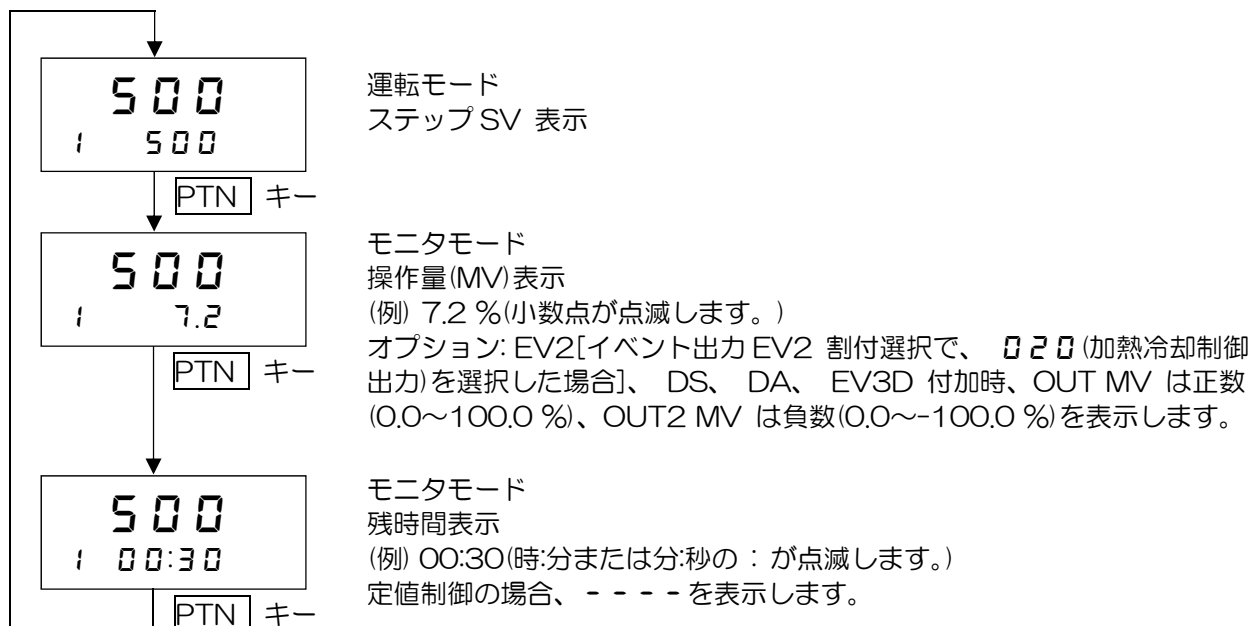 500
1 500
運転モード
ステップSV 表示
PTN キー
500
1 7.2
モニタモード
操作量(MV)表示
(例) 7.2 %(小数点が点滅します。)
オプション: EV2[イベント出力 EV2 割付選択で、 020(加熱冷却制御
出力)を選択した場合]、 DS、 DA、 EV3D 付加時、OUT MV は正数
(0.0～100.0 %)、OUT2 MV は負数(0.0～-100.0 %)を表示します。
PTN キー
500
1 00:30
モニタモード
残時間表示
(例) 00:30(時:分または分:秒の : が点滅します。)
定値制御の場合、 - - - - を表示します。
PTN キー